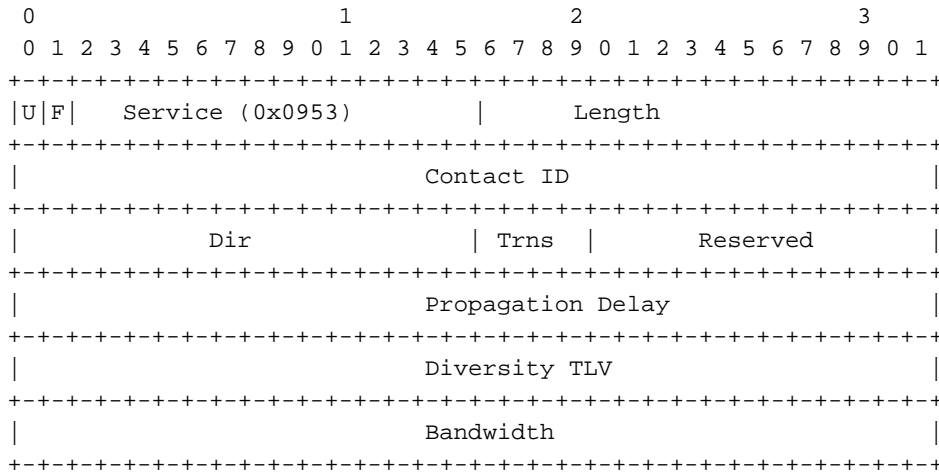 0                   1                   2                   3
0 1 2 3 4 5 6 7 8 9 0 1 2 3 4 5 6 7 8 9 0 1 2 3 4 5 6 7 8 9 0 1
+-+-+-+-+-+-+-+-+-+-+-+-+-+-+-+-+-+-+-+-+-+-+-+-+-+-+-+-+-+-+-+-+
|U|F|   Service (0x0953)        |      Length
+-+-+-+-+-+-+-+-+-+-+-+-+-+-+-+-+-+-+-+-+-+-+-+-+-+-+-+-+-+-+-+-+
|                           Contact ID                        |
+-+-+-+-+-+-+-+-+-+-+-+-+-+-+-+-+-+-+-+-+-+-+-+-+-+-+-+-+-+-+-+-+
|            Dir              | Trns  |      Reserved       |
+-+-+-+-+-+-+-+-+-+-+-+-+-+-+-+-+-+-+-+-+-+-+-+-+-+-+-+-+-+-+-+-+
|                           Propagation Delay                 |
+-+-+-+-+-+-+-+-+-+-+-+-+-+-+-+-+-+-+-+-+-+-+-+-+-+-+-+-+-+-+-+-+
|                           Diversity TLV                     |
+-+-+-+-+-+-+-+-+-+-+-+-+-+-+-+-+-+-+-+-+-+-+-+-+-+-+-+-+-+-+-+-+
|                           Bandwidth                         |
+-+-+-+-+-+-+-+-+-+-+-+-+-+-+-+-+-+-+-+-+-+-+-+-+-+-+-+-+-+-+-+-+